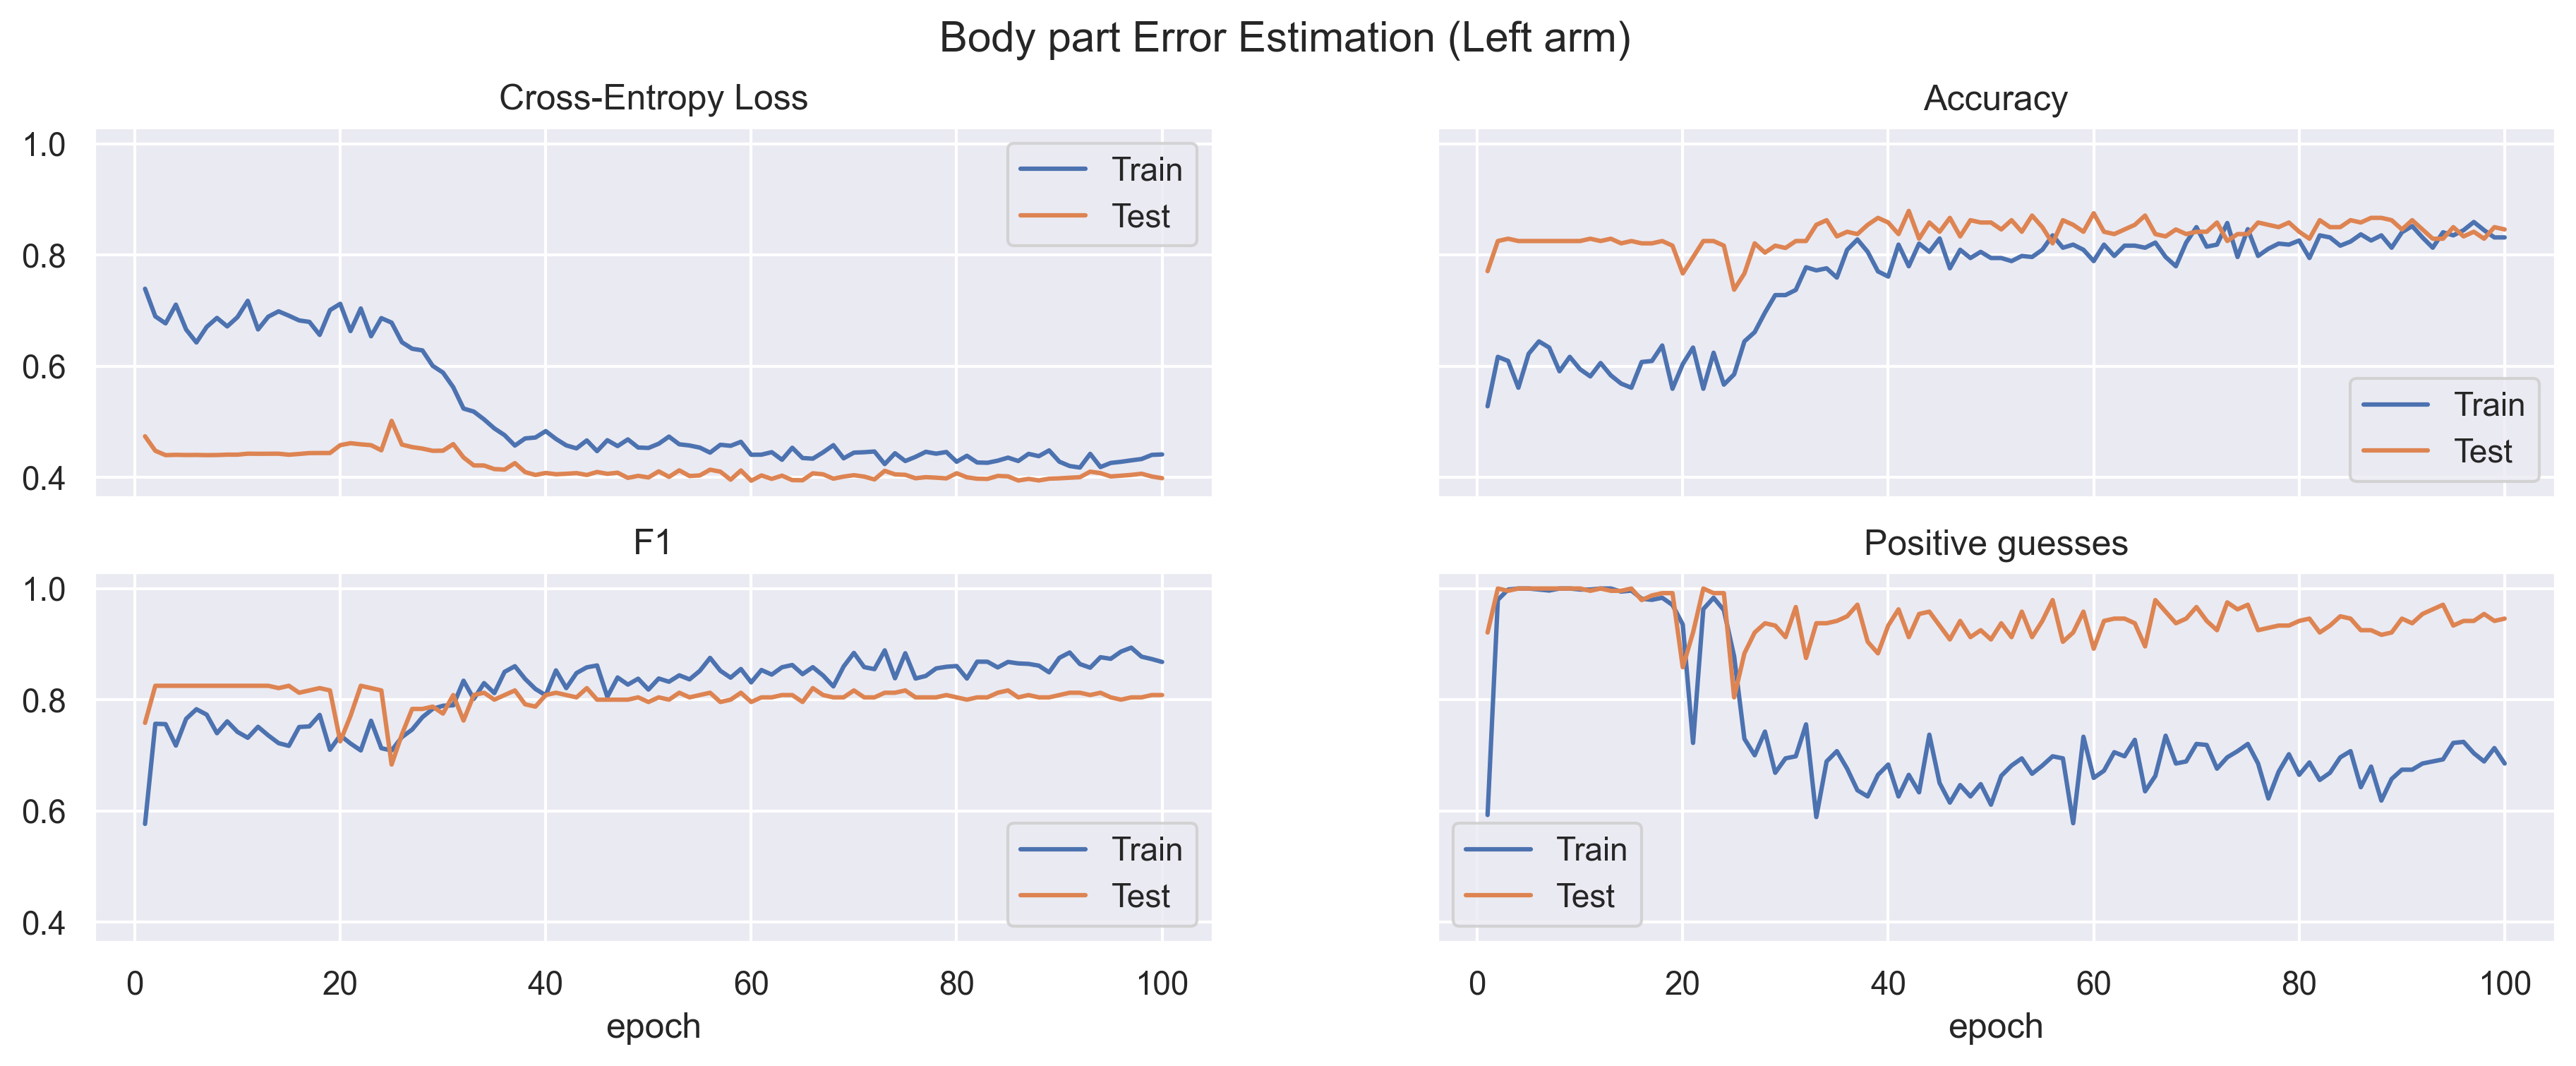 Body part Error Estimation (Left arm)
Cross-Entropy Loss
1.0
0.8
0.6
0.4
Train
Test
Accuracy
Train
Test
F1
1.0
0.8
0.6
0.4
0 20 40 60 80 100
epoch
Train
Test
Positive guesses
Train
Test
0 20 40 60 80 100
epoch